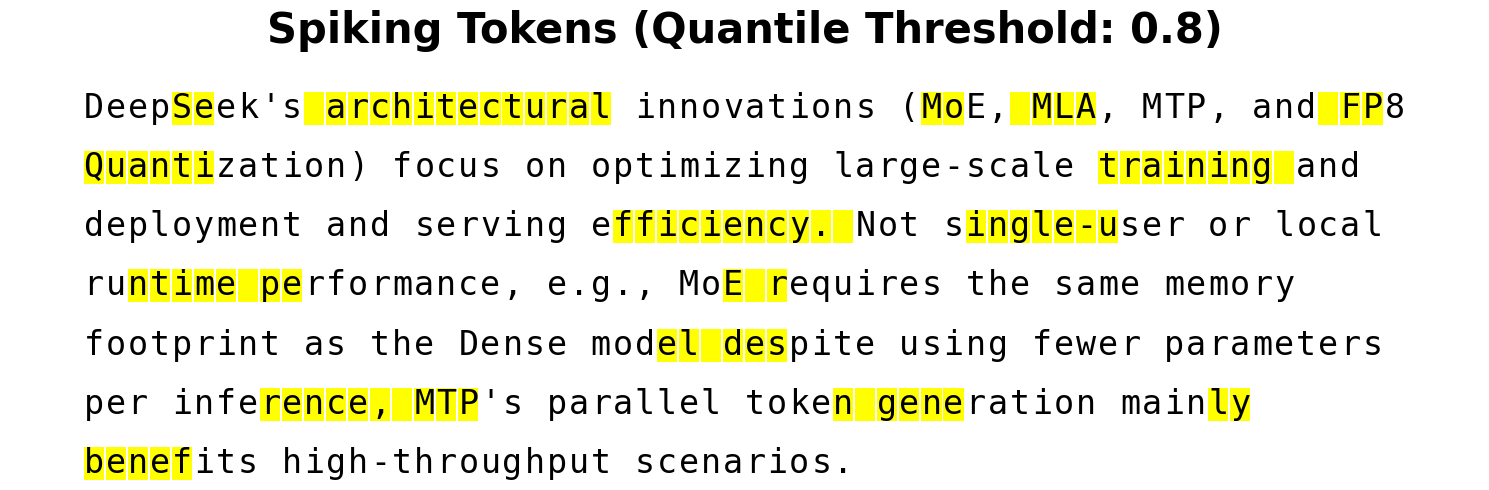 Spiking Tokens (Quantile Threshold: 0.8)
DeepSeek's architectural innovations (MoE, MLA, MTP, and FP8
Quantization) focus on optimizing large-scale training and
deployment and serving efficiency. Not single-user or local
runtime performance, e.g., MoE requires the same memory
footprint as the Dense model despite using fewer parameters
per inference, MTP's parallel token generation mainly
benefits high-throughput scenarios.